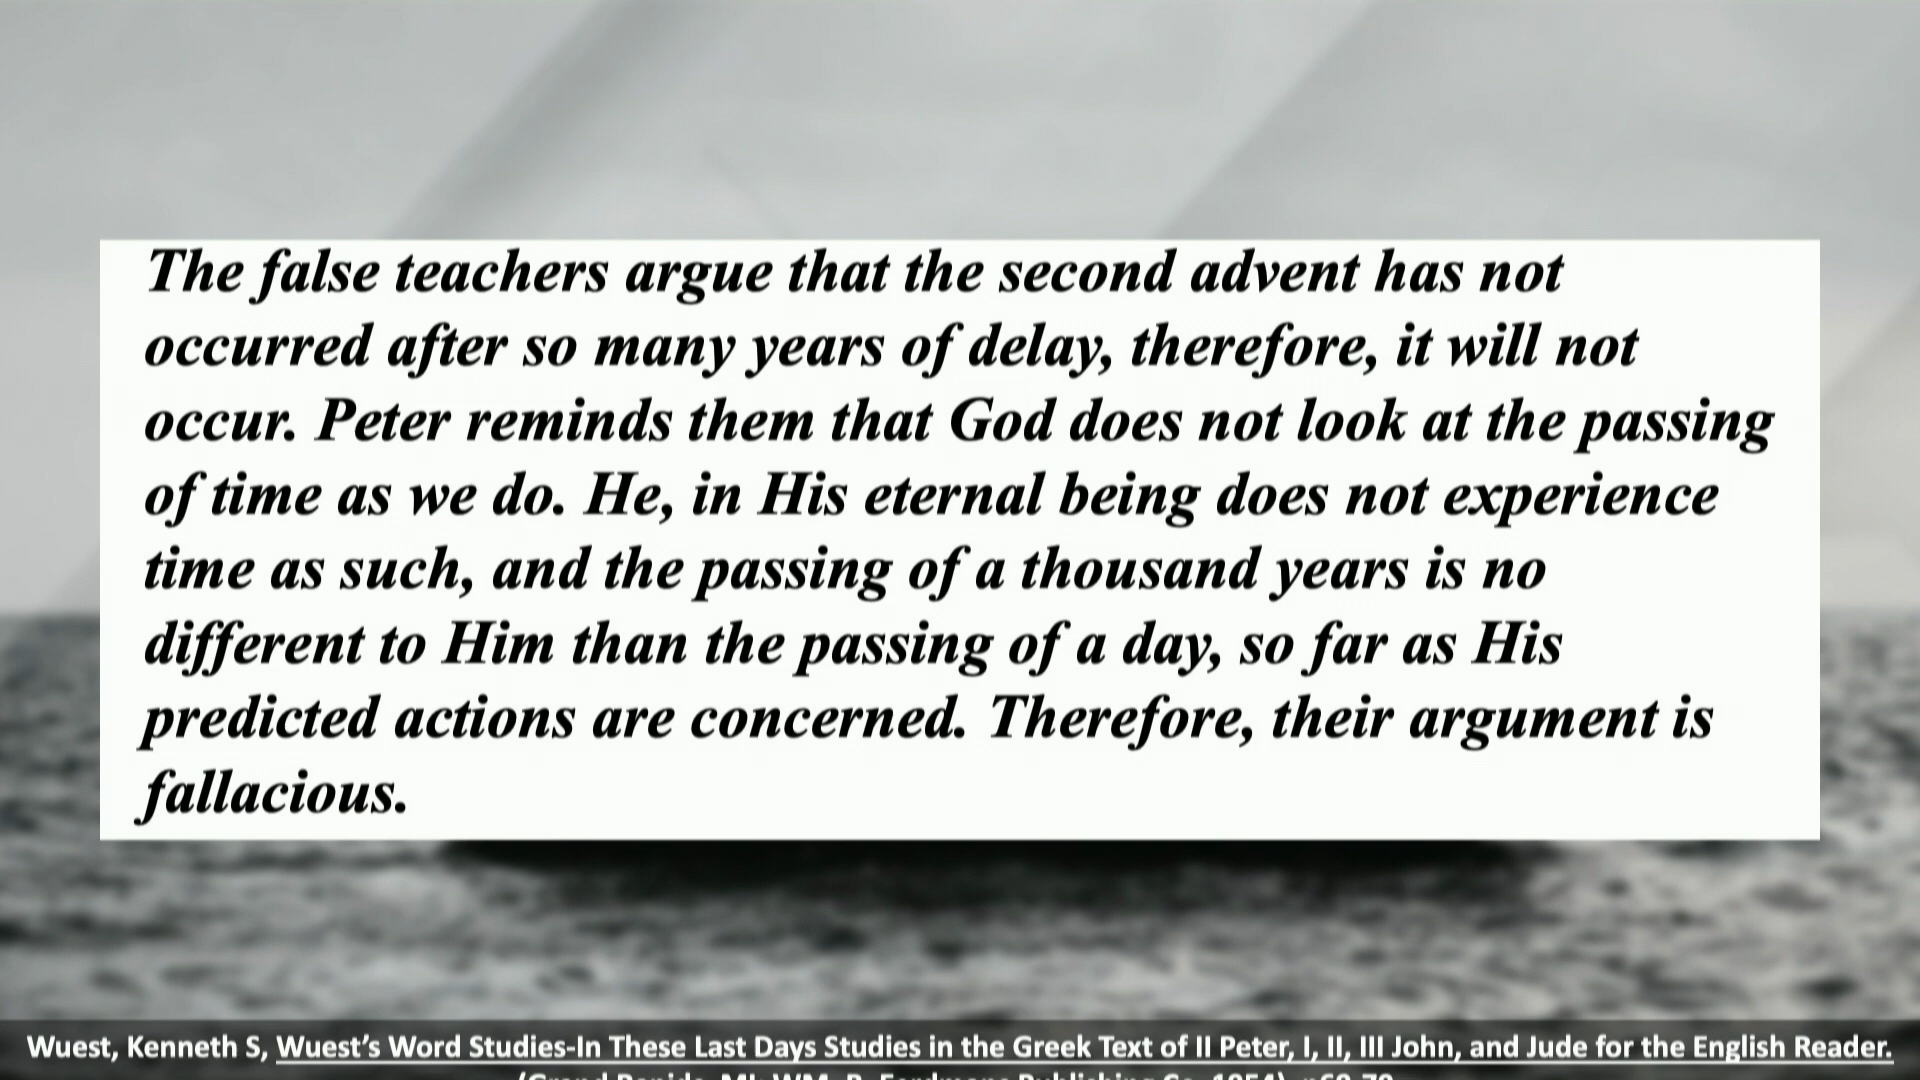 The false teachers argue that the second advent has not
occurred after so many years of delay, therefore, it will not
occur. Peter reminds them that God does not look at the passing
of time as we do. He, in His eternal being does not experience
time as such, and the passing of a thousand years is no
different to Him than the passing of a day, so far as His
predicted actions are concerned. Therefore, their argument is
fallacious.
Wuest, Kenneth S, Wuest’s Word Studies-In These Last Days Studies in the Greek Text of II Peter, I, II, III John, and Jude for the English Reader.